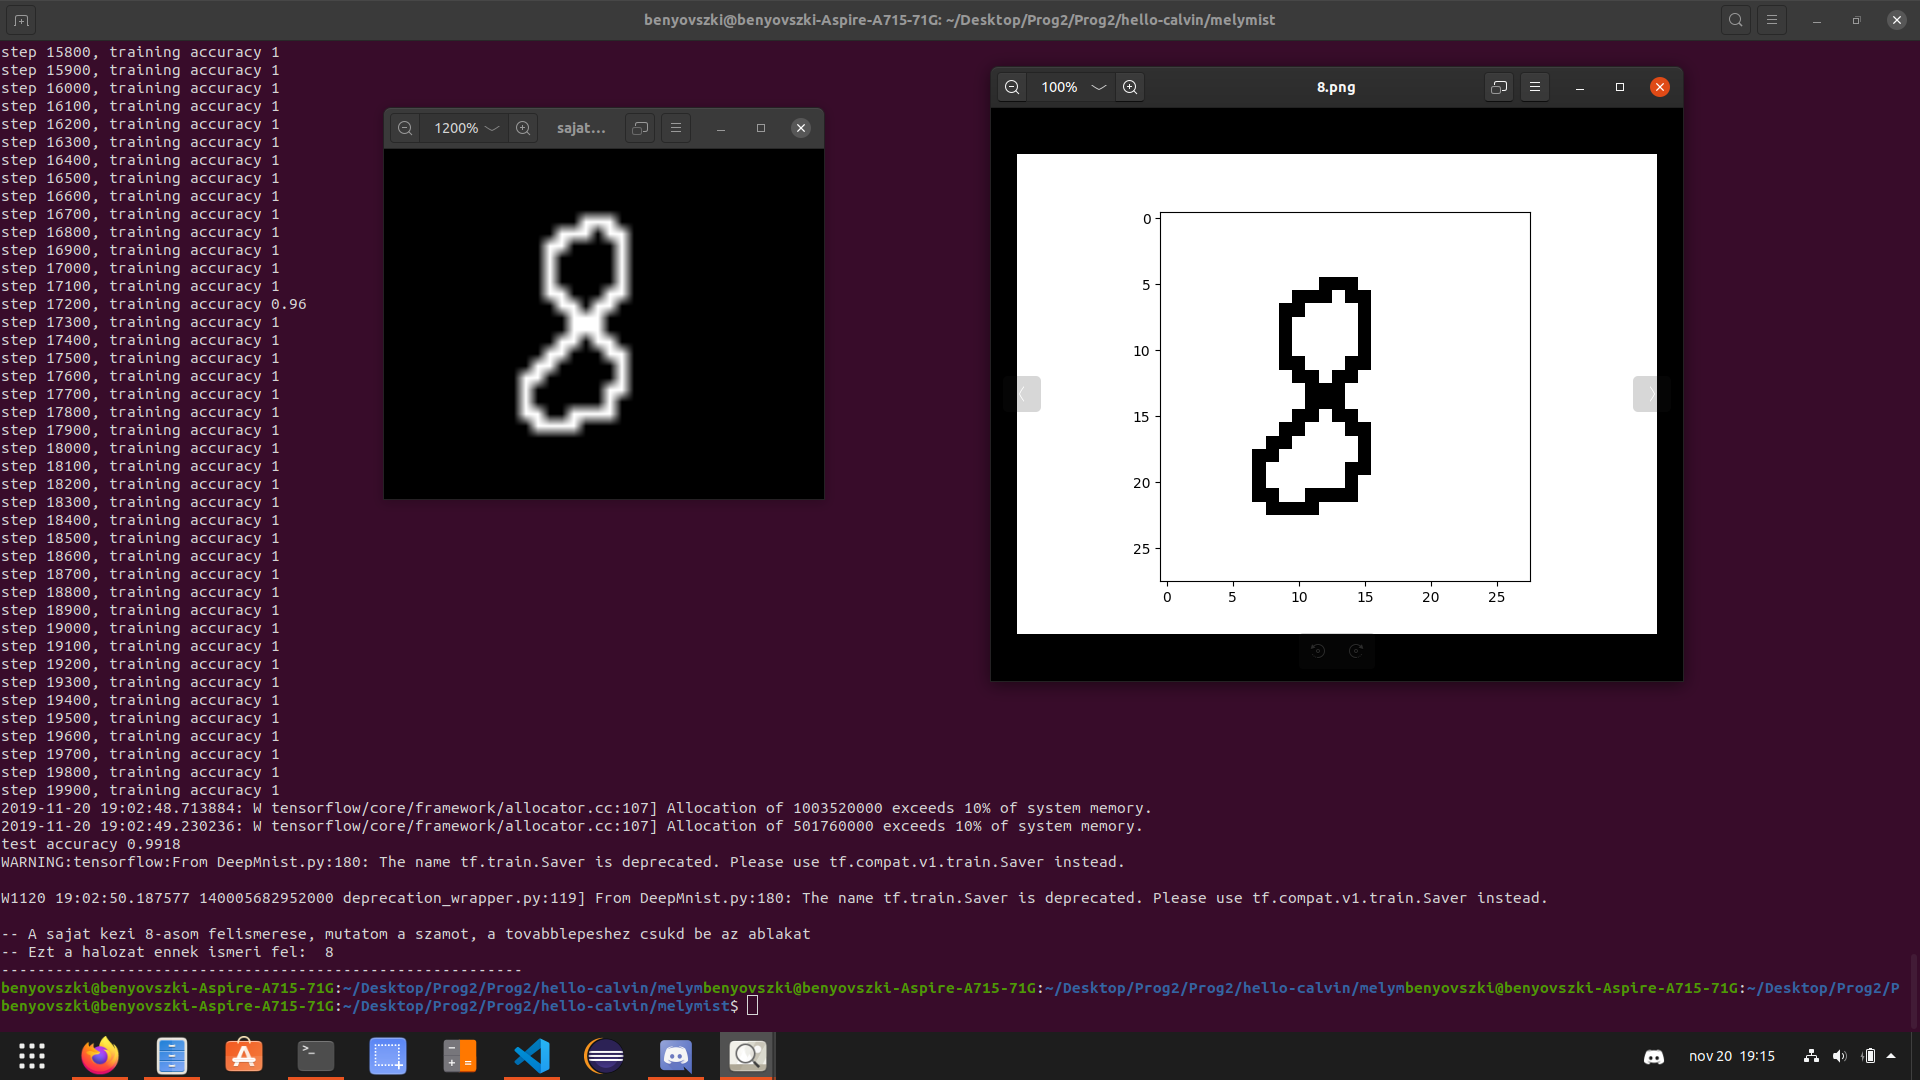 benyovszki@benyovszki-Aspire-A715-71G: ~/Desktop/Prog2/Prog2/hello-calvin/melymist
step 15800, training accuracy 1
step 15900, training accuracy 1
step 16000, training accuracy 1
step 16100, training accuracy 1
step 16200, training accuracy 1
step 16300, training accuracy 1
step 16400, training accuracy 1
step 16500, training accuracy 1
step 16600, training accuracy 1
step 16700, training accuracy 1
step 16800, training accuracy 1
step 16900, training accuracy 1
step 17000, training accuracy 1
step 17100, training accuracy 1
step 17200, training accuracy 0.96
step 17300, training accuracy 1
step 17400, training accuracy 1
step 17500, training accuracy 1
step 17600, training accuracy 1
step 17700, training accuracy 1
step 17800, training accuracy 1
step 17900, training accuracy 1
step 18000, training accuracy 1
step 18100, training accuracy 1
step 18200, training accuracy 1
step 18300, training accuracy 1
step 18400, training accuracy 1
step 18500, training accuracy 1
step 18600, training accuracy 1
step 18700, training accuracy 1
step 18800, training accuracy 1
step 18900, training accuracy 1
step 19000, training accuracy 1
step 19100, training accuracy 1
step 19200, training accuracy 1
step 19300, training accuracy 1
step 19400, training accuracy 1
step 19500, training accuracy 1
step 19600, training accuracy 1
step 19700, training accuracy 1
step 19800, training accuracy 1
step 19900, training accuracy 1
2019-11-20 19:02:48.713884: W tensorflow/core/framework/allocator.cc:107] Allocation of 1003520000 exceeds 10% of system memory.
2019-11-20 19:02:49.230236: W tensorflow/core/framework/allocator.cc:107] Allocation of 501760000 exceeds 10% of system memory.
test accuracy 0.9918
WARNING:tensorflow:From DeepMnist.py:180: The name tf.train.Saver is deprecated. Please use tf.compat.v1.train.Saver instead.
W1120 19:02:50.187577 140005682952000 deprecation_wrapper.py:119] From DeepMnist.py:180: The name tf.train.Saver is deprecated. Please use tf.compat.v1.train.Saver instead.
-- A sajat kezi 8-asom felismerese, mutatom a szamot, a tovabblepeshez csukd be az ablakat
-- Ezt a halozat ennek ismeri fel:  8
----------------------------------------------------------
benyovszki@benyovszki-Aspire-A715-71G:~/Desktop/Prog2/Prog2/hello-calvin/melymbenyovszki@benyovszki-Aspire-A715-71G:~/Desktop/Prog2/Prog2/hello-calvin/melymbenyovszki@benyovszki-Aspire-A715-71G:~/Desktop/Prog2/P
benyovszki@benyovszki-Aspire-A715-71G:~/Desktop/Prog2/Prog2/hello-calvin/melymist$
1200% sajat...
8
100% 8.png
0
5
10
15
20
25
0 5 10 15 20 25
8
nov 20 19:15